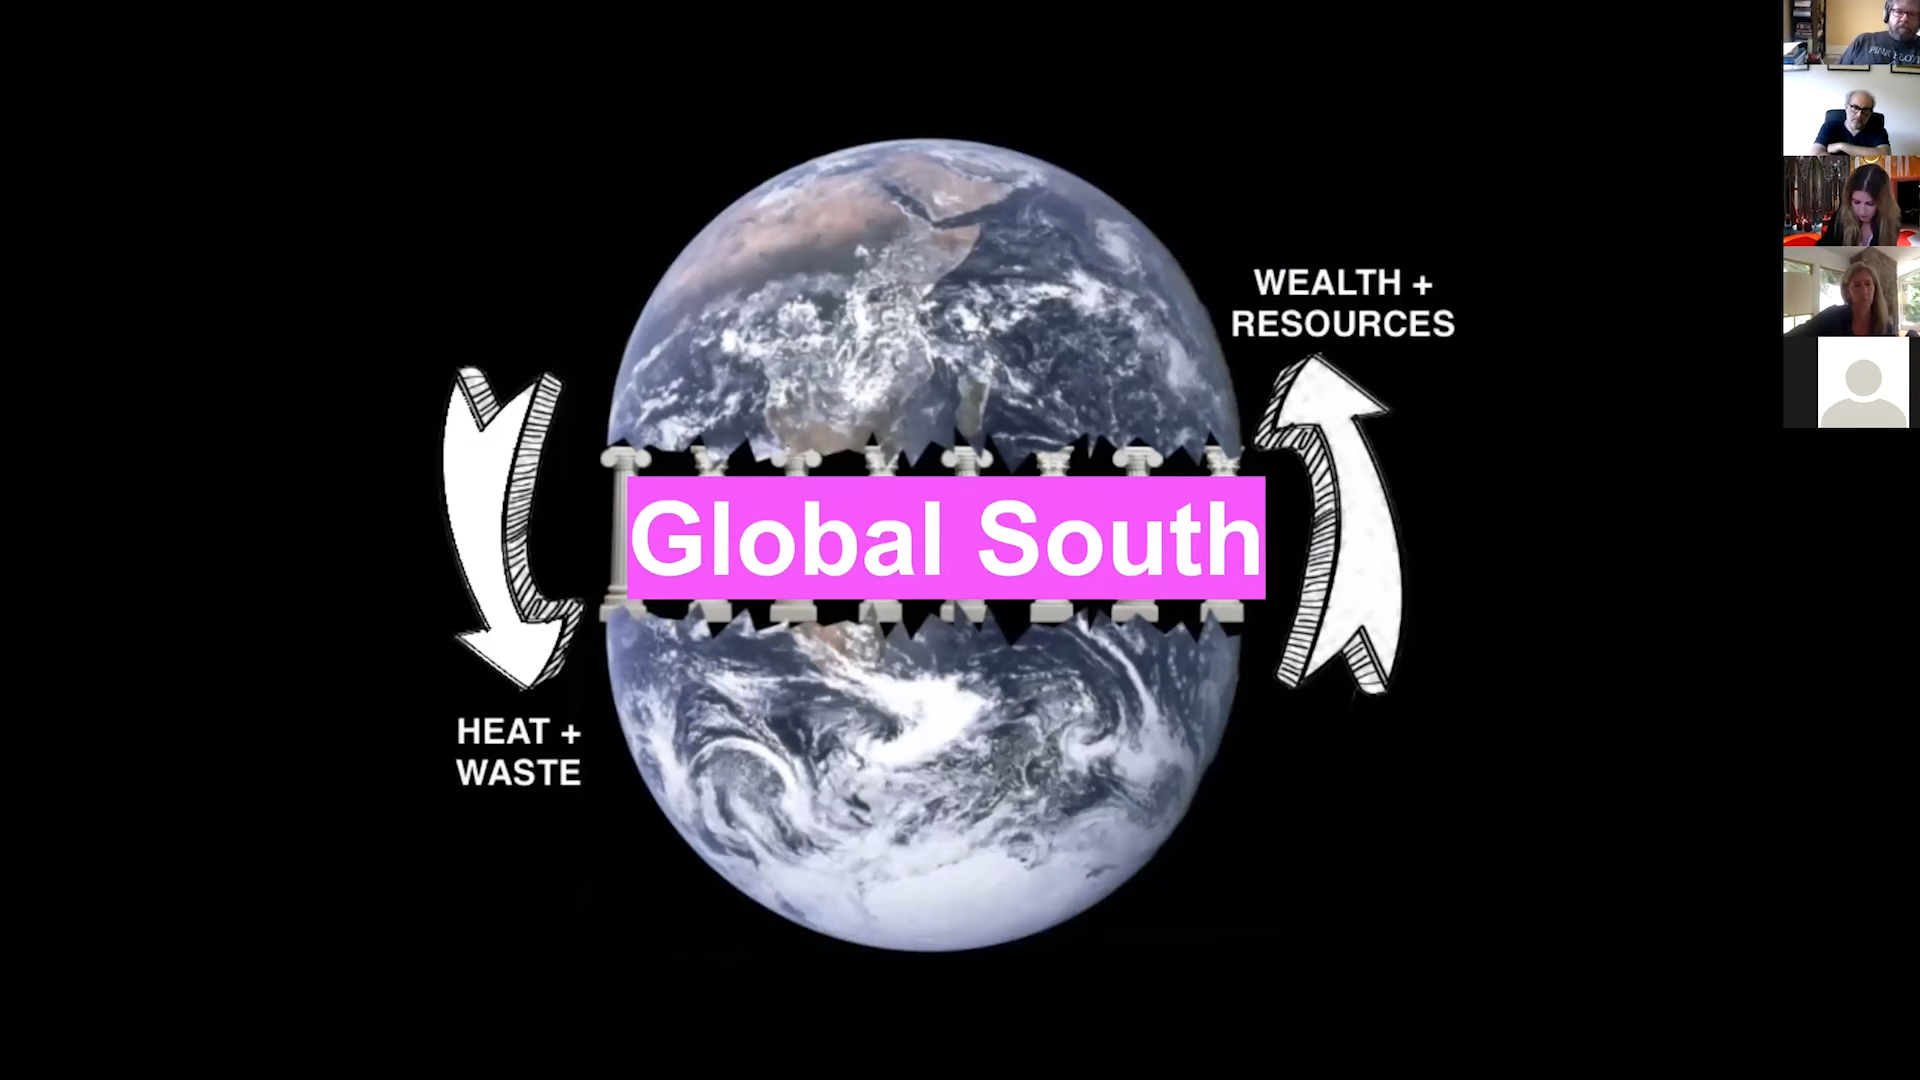 WEALTH +
RESOURCES
Global South
HEAT +
WASTE